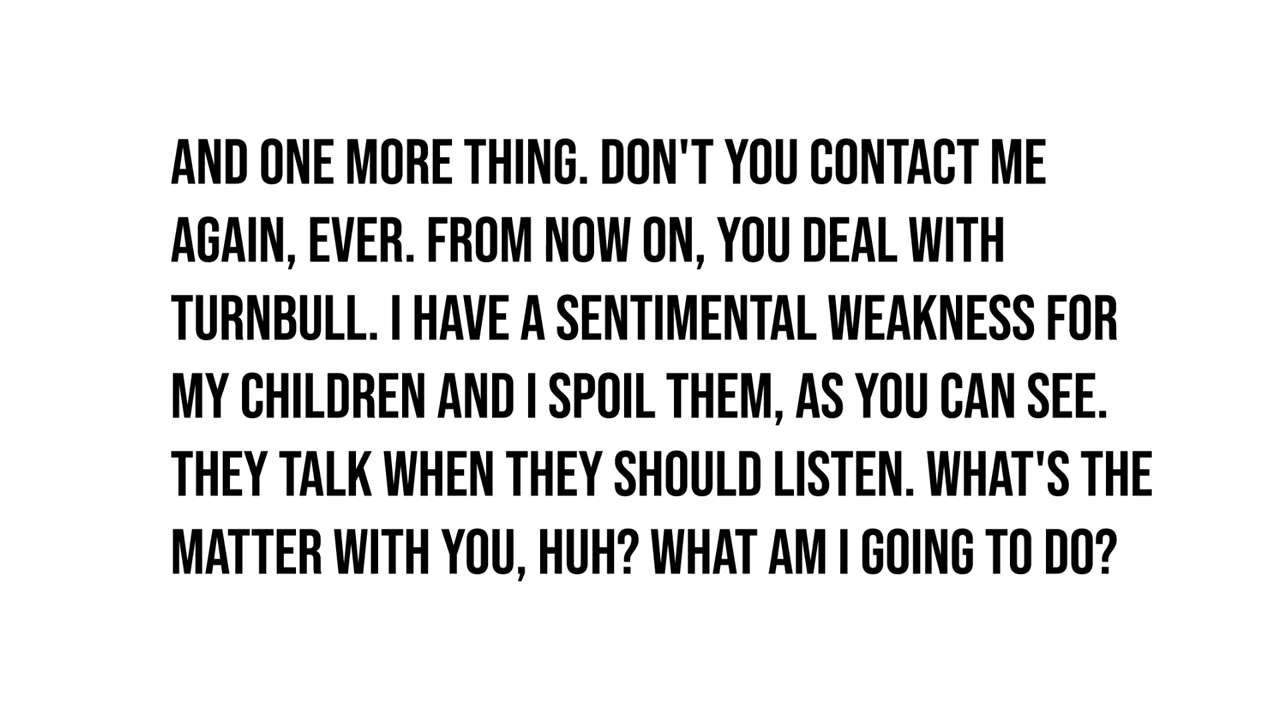 AND ONE MORE THING. DON'T YOU CONTACT ME
AGAIN, EVER. FROM NOW ON, YOU DEAL WITH
TURNBULL. I HAVE A SENTIMENTAL WEAKNESS FOR
MY CHILDREN AND I SPOIL THEM, AS YOU CAN SEE.
THEY TALK WHEN THEY SHOULD LISTEN. WHAT'S THE
MATTER WITH YOU, HUH? WHAT AM I GOING TO DO?